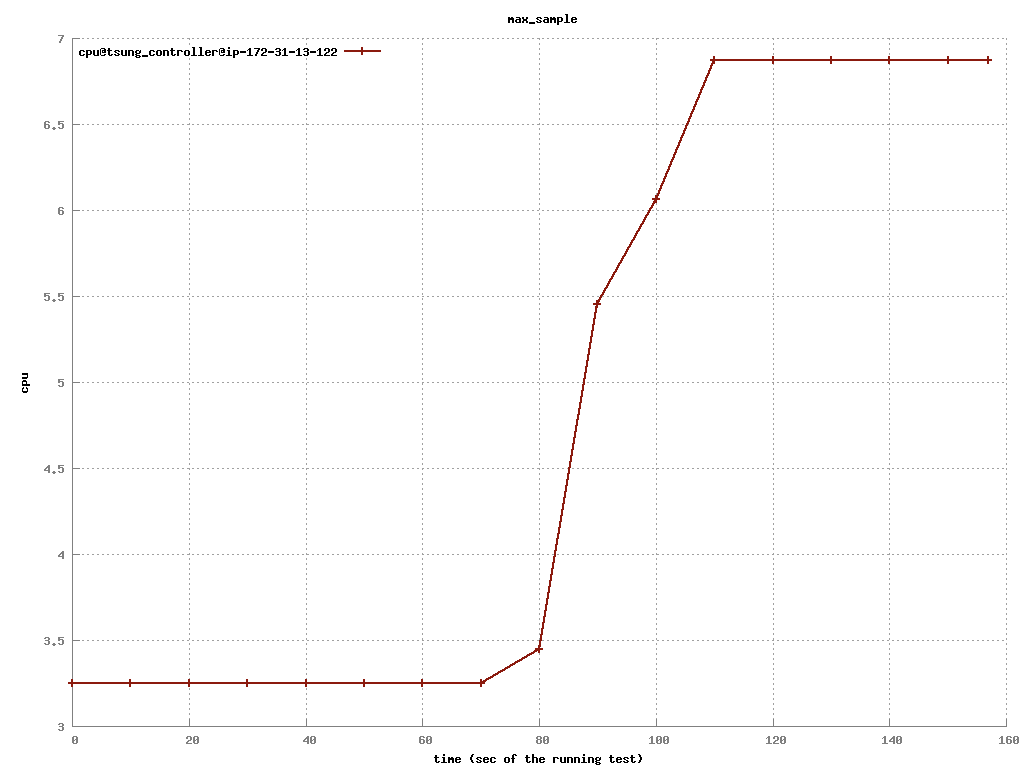 max_sample
7
cpu@tsung_controller@ip-172-31-13-122
6.5
6
5.5
5
cpu
4.5
4
3.5
3
0 20 40 60 80 100 120 140 160
time (sec of the running test)